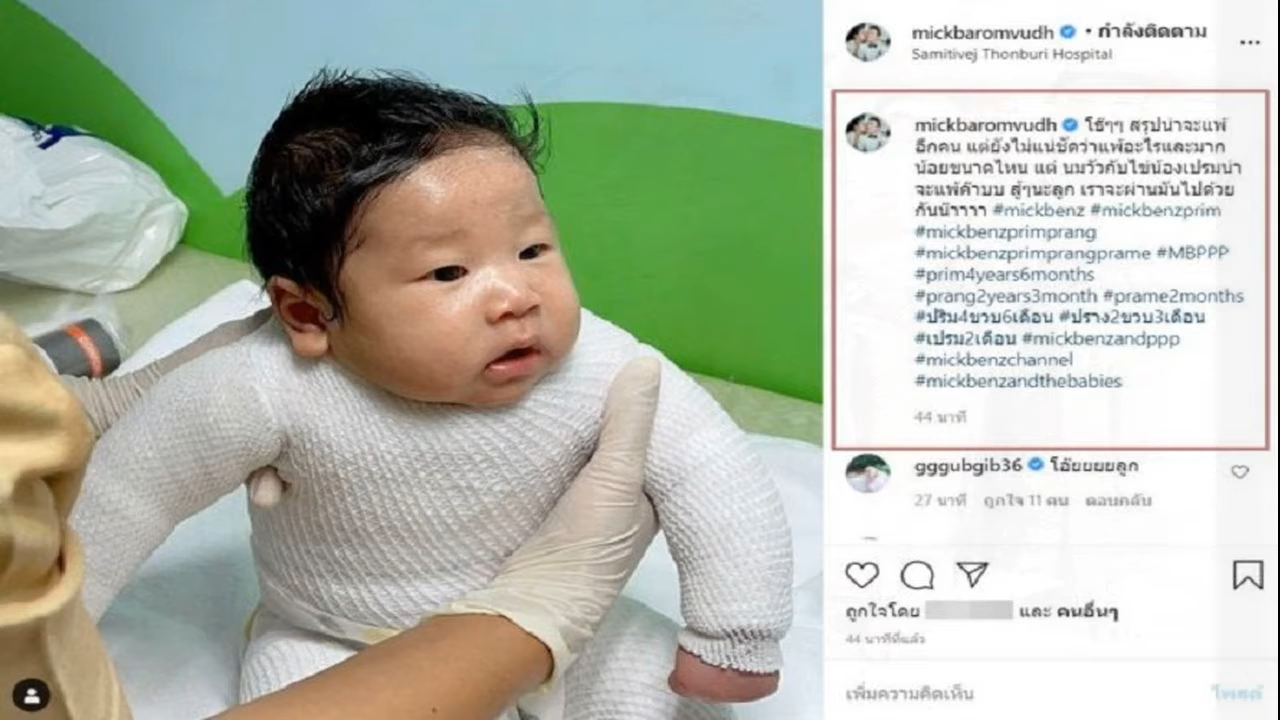 mickbaromvudh • กำลังติดตาม
Samitivej Thonburi Hospital
mickbaromvudh โธ่ๆๆ สรุปน่าจะแพ้
อีกคน แต่ยังไม่แน่ชัดว่าแพ้อะไรและมาก
น้อยขนาดไหน แต่ นมวัวกับไข่น้องเปรมน่า
จะแพ้ค้าบบ สู้ๆนะลูก เราจะผ่านมันไปด้วย
กันน๊าาาา #mickbenz #mickbenzprim
#mickbenzprimprang
#mickbenzprimprangprame #MBPPP
#prim4years6months
#prang2years3month #prame2months
#ปริม4ขวบ6เดือน #ปราง2ขวบ3เดือน
#เปรม2เดือน #mickbenzandppp
#mickbenzchannel
#mickbenzandthebabies
44 นาที
gggubgib36 โอ๊ยยยยลูก
27 นาที ถูกใจ 11 คน ตอบกลับ
ถูกใจโดย และ คนอื่นๆ
44 นาทีที่แล้ว
เพิ่มความคิดเห็น
โพสต์